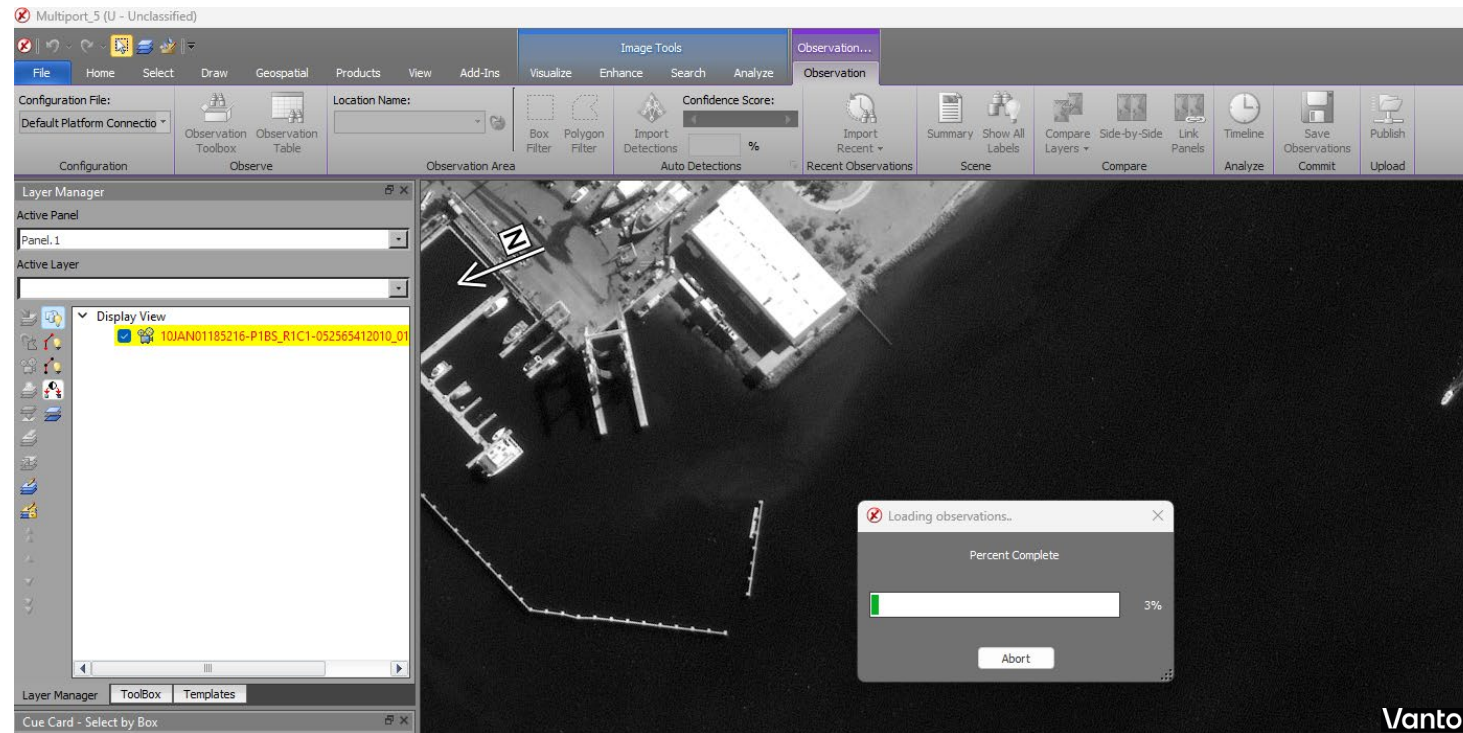 Multiport_5 (U - Unclassified)
Image Tools
Observation...
File Home Select Draw Geospatial Products View Add-Ins Visualize Enhance Search Analyze Observation
Configuration File:
Default Platform Connectio
Configuration
Observation Toolbox
Observation Table
Observe
Location Name:
Observation Area
Box Filter
Polygon Filter
Import Detections
Confidence Score:
%
Auto Detections
Import Recent
Recent Observations
Summary
Show All Labels
Scene
Compare Layers
Side-by-Side
Link Panels
Compare
Timeline
Analyze
Save Observations
Commit
Publish
Upload
Layer Manager
Active Panel
Panel.1
Active Layer
Display View
10JAN01185216-P1BS_R1C1-052565412010_01
Layer Manager ToolBox Templates
Cue Card - Select by Box
N
Loading observations..
Percent Complete
3%
Abort
Vanto